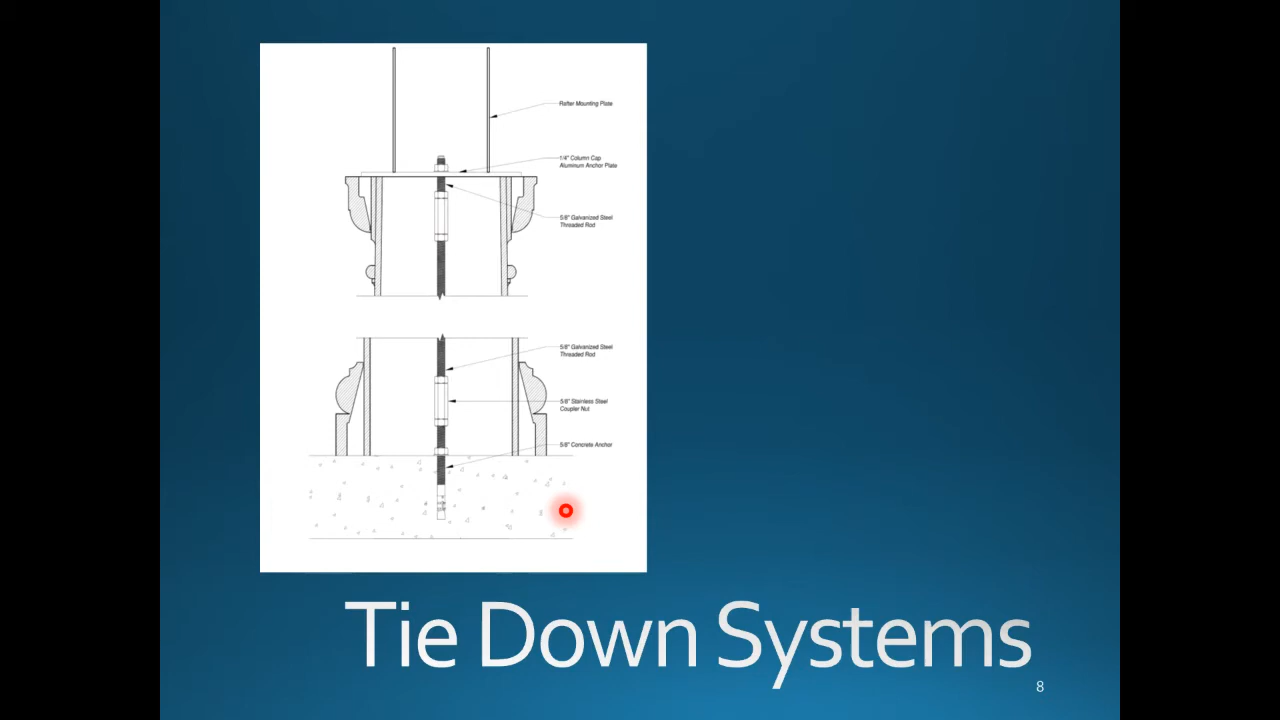 Rafter Mounting Plate
1/4" Column Cap
Aluminum Anchor Plate
5/8" Galvanized Steel
Threaded Rod
5/8" Galvanized Steel
Threaded Rod
5/8" Stainless Steel
Coupler Nut
5/8" Concrete Anchor
Tie Down Systems
8